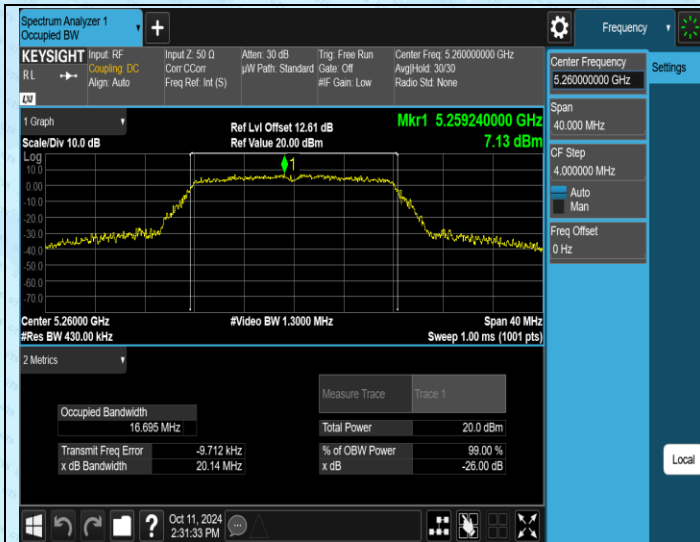 Spectrum Analyzer 1
Occupied BW
+
Frequency
KEYSIGHT
RL
LXI
Input: RF
Coupling: DC
Align: Auto
Input Z: 50 Ω
Corr CCorr
Freq Ref: Int (S)
Atten: 30 dB
µW Path: Standard
Trig: Free Run
Gate: Off
#IF Gain: Low
Center Freq: 5.260000000 GHz
Avg|Hold: 30/30
Radio Std: None
Center Frequency
5.260000000 GHz
Settings
Span
40.000 MHz
CF Step
4.000000 MHz
Auto
Man
Freq Offset
0 Hz
Local
1 Graph
Scale/Div 10.0 dB
Ref Lvl Offset 12.61 dB
Ref Value 20.00 dBm
Mkr1 5.259240000 GHz
7.13 dBm
Log
10.0
0.00
-10.0
-20.0
-30.0
-40.0
-50.0
-60.0
-70.0
1
Center 5.26000 GHz
#Res BW 430.00 kHz
#Video BW 1.3000 MHz
Span 40 MHz
Sweep 1.00 ms (1001 pts)
2 Metrics
Measure Trace
Trace 1
Occupied Bandwidth
16.695 MHz
Total Power
20.0 dBm
Transmit Freq Error
-9.712 kHz
% of OBW Power
99.00 %
x dB Bandwidth
20.14 MHz
x dB
-26.00 dB
?
Oct 11, 2024
2:31:33 PM